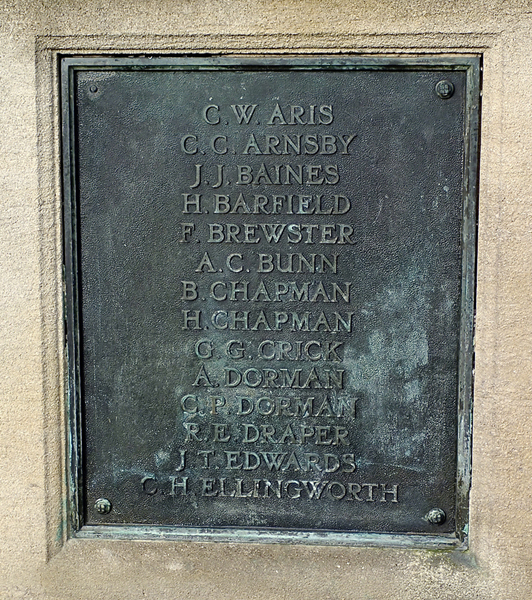 C. W. ARIS
C. C. ARNSBY
J. J. BAINES
H. BARFIELD
F. BREWSTER
A. C. BUNN
B. CHAPMAN
H. CHAPMAN
G. G. CRICK
A. DORMAN
C. P. DORMAN
R. E. DRAPER
J. T. EDWARDS
C. H. ELLINGWORTH